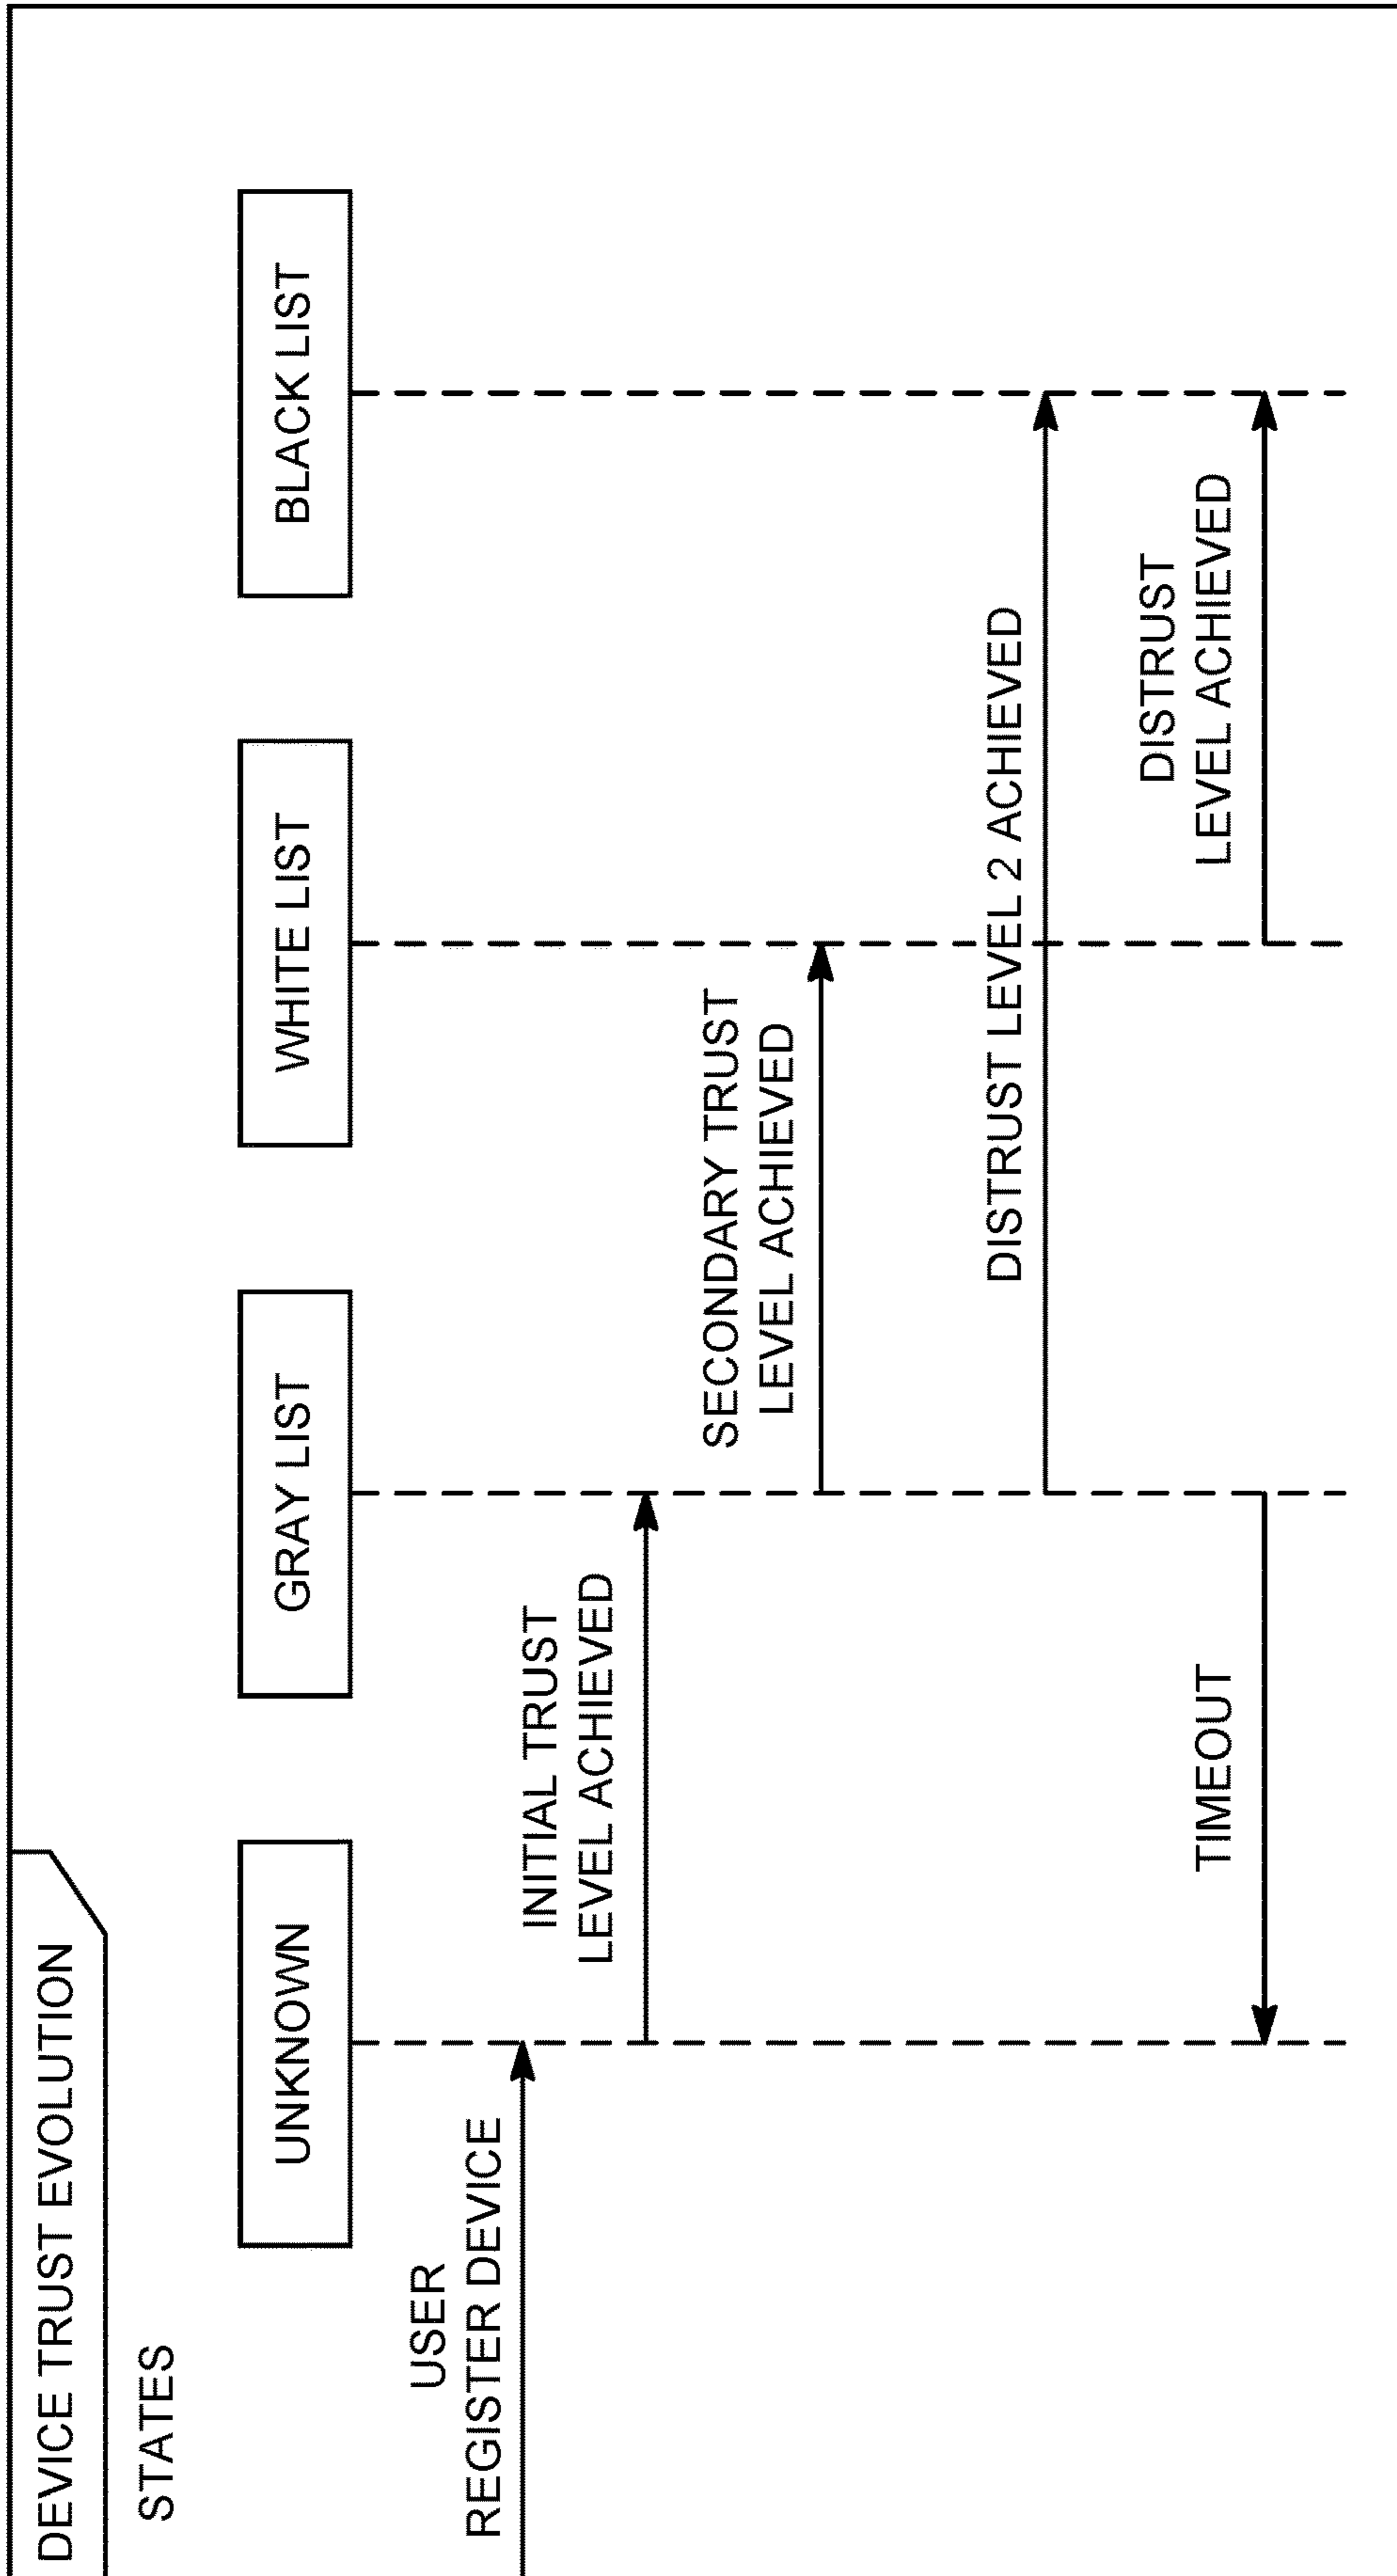 DEVICE TRUST EVOLUTION
STATES
UNKNOWN
GRAY LIST
WHITE LIST
BLACK LIST
USER
REGISTER DEVICE
INITIAL TRUST
LEVEL ACHIEVED
SECONDARY TRUST
LEVEL ACHIEVED
DISTRUST LEVEL 2 ACHIEVED
TIMEOUT
DISTRUST
LEVEL ACHIEVED